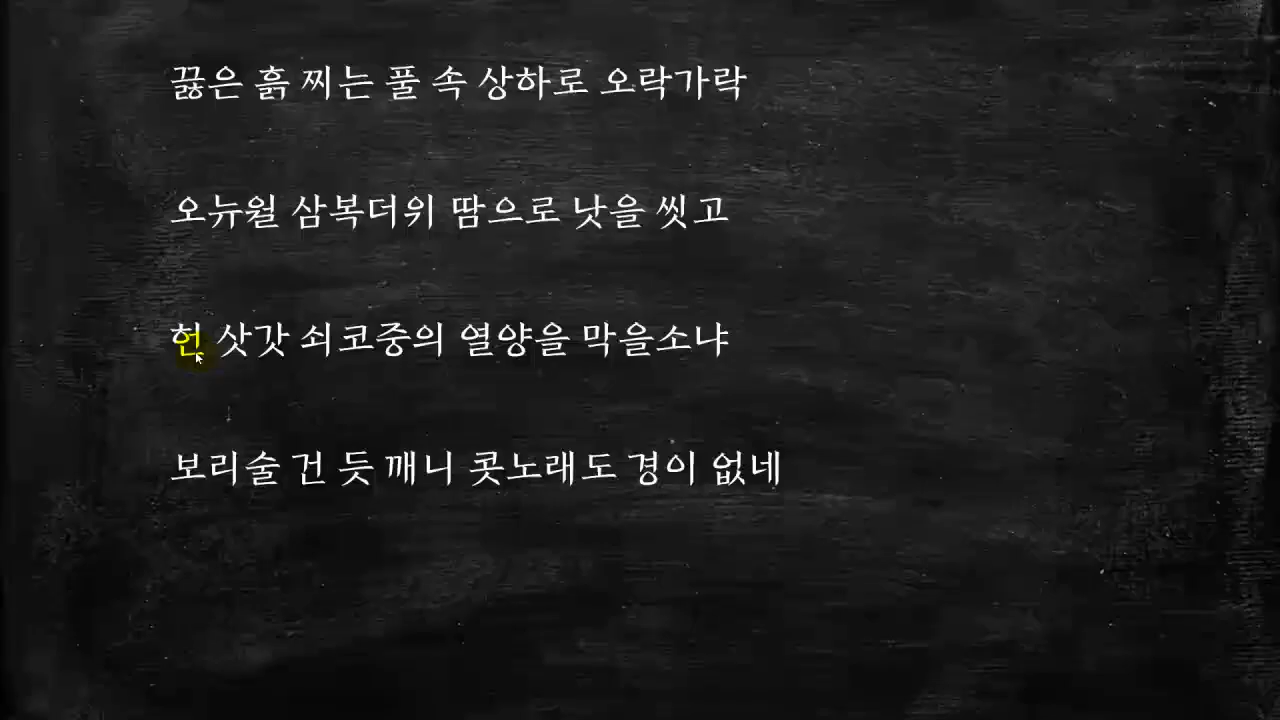 끓은 흙 찌는 풀 속 상하로 오락가락
오뉴월 삼복더위 땀으로 낫을 씻고
헌 삿갓 쇠코중의 열양을 막을소냐
보리술 건 듯 깨니 콧노래도 경이 없네